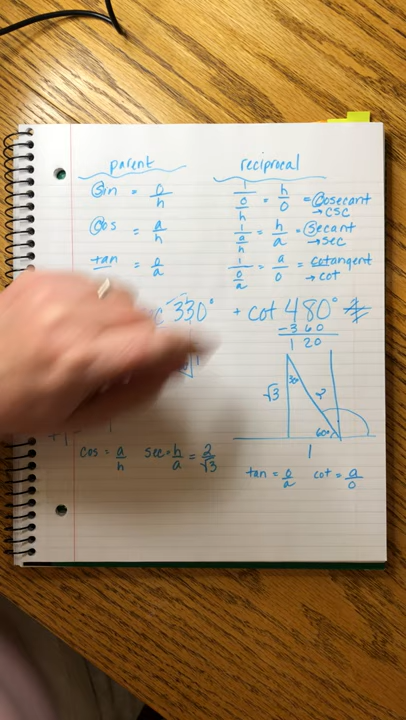 parent reciprocal
Sin = o/h 1/(o/h) = h/o = Cosecant → csc
Cos = a/h 1/(a/h) = h/a = Secant → sec
tan = o/a 1/(o/a) = a/o = cotangent → cot
330° + cot 480°
-360
120
√3 30 2
60°
1
cos = a/h sec = h/a = 2/√3
tan = o/a cot = a/o